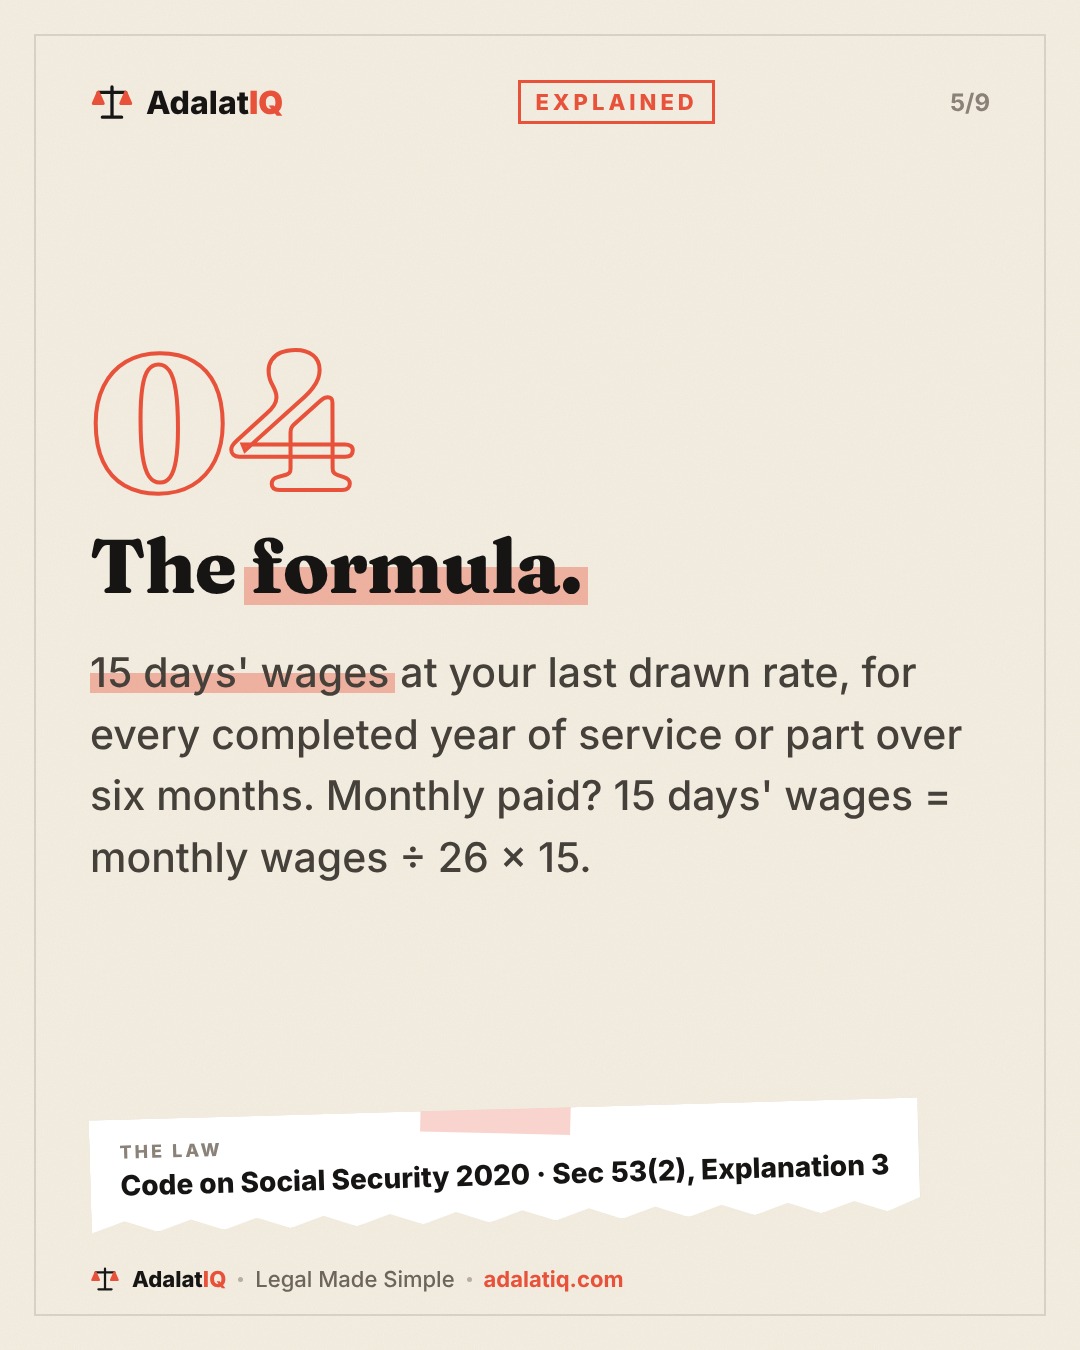 AdalatIQ
EXPLAINED
5/9
04
The formula.
15 days' wages at your last drawn rate, for
every completed year of service or part over
six months. Monthly paid? 15 days' wages =
monthly wages ÷ 26 × 15.
THE LAW
Code on Social Security 2020 · Sec 53(2), Explanation 3
AdalatIQ • Legal Made Simple • adalatiq.com